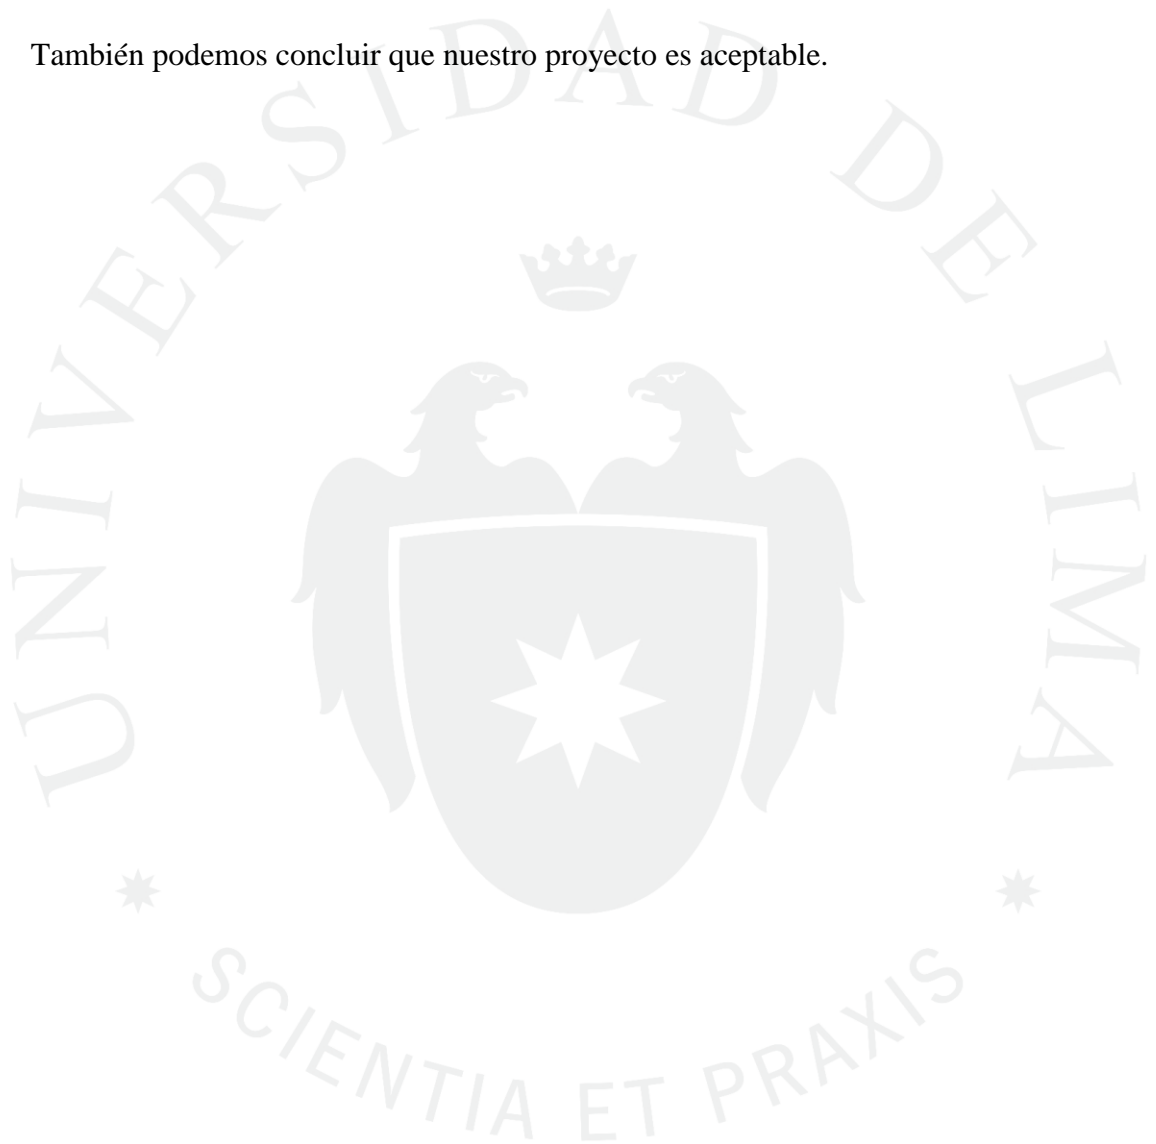 También podemos concluir que nuestro proyecto es aceptable.
UNIVERSIDAD DE LIMA
SCIENTIA ET PRAXIS